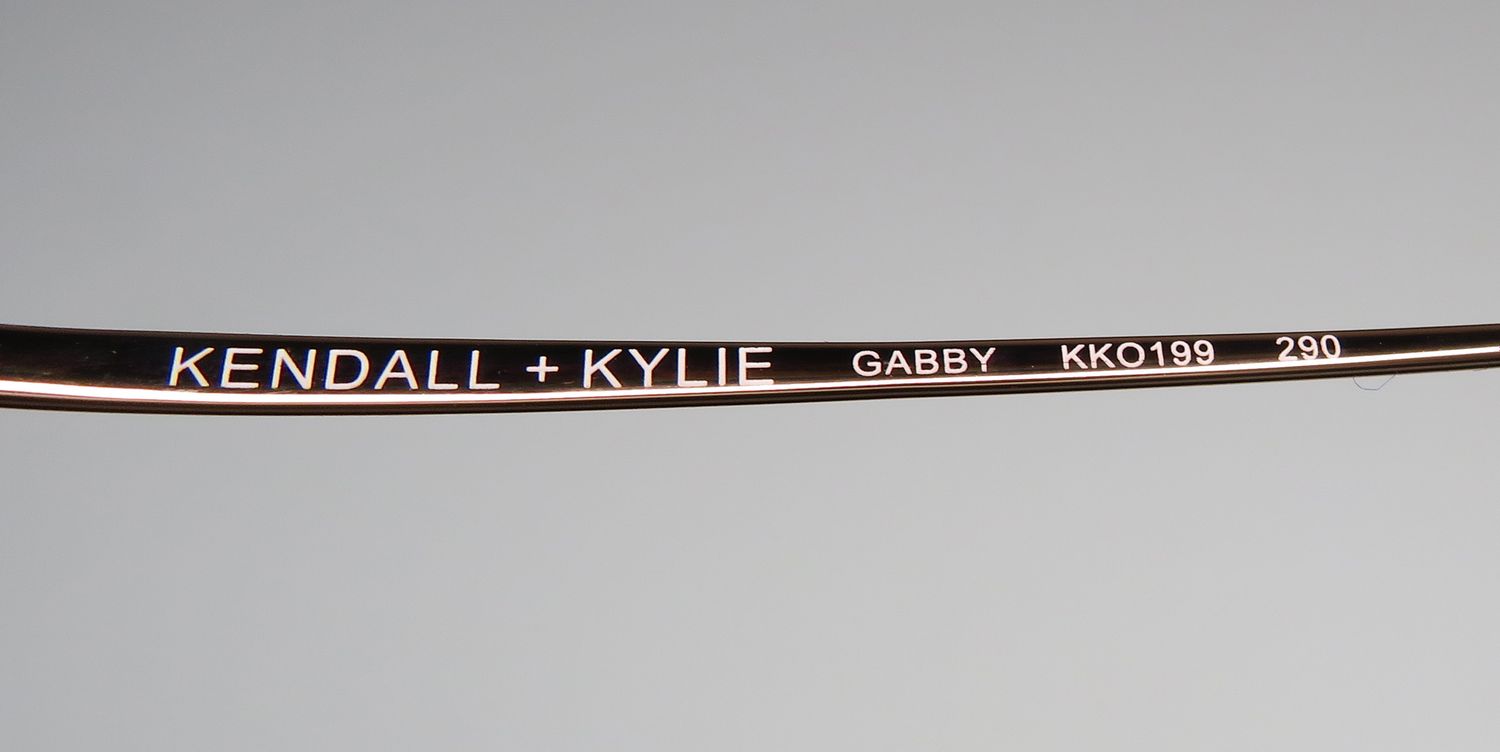 KENDALL + KYLIE GABBY KKO199 290